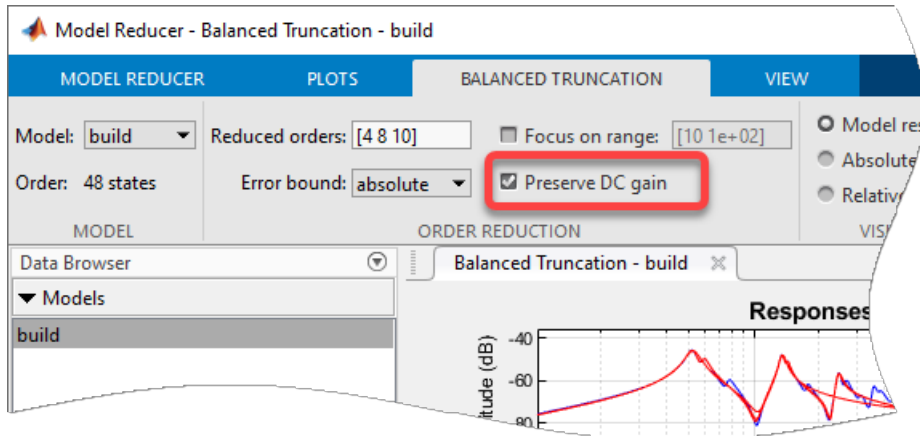 Model Reducer - Balanced Truncation - build
MODEL REDUCER PLOTS BALANCED TRUNCATION VIEW
Model: build Reduced orders: [4 8 10] Focus on range: [10 1e+02] Model res
Absolute
Order: 48 states Error bound: absolute Preserve DC gain
Relativ
MODEL ORDER REDUCTION VIS
Data Browser Balanced Truncation - build
Models
Responses
build
-40
-60
-80
itude (dB)